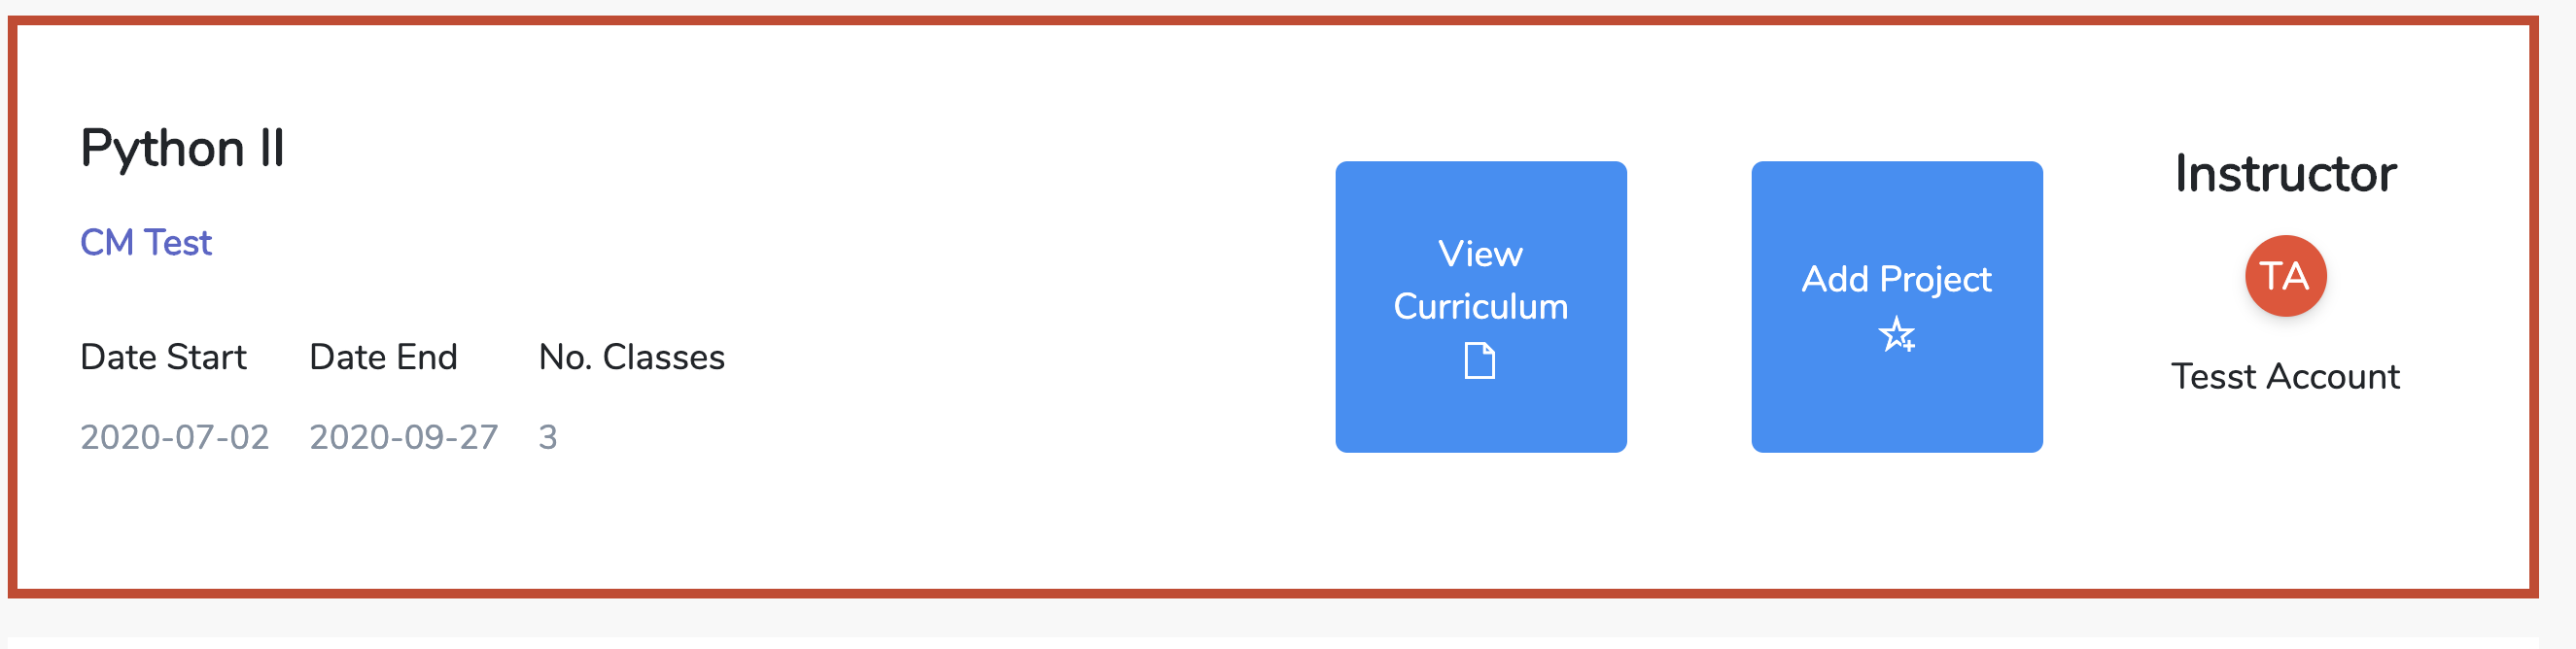 Python II
CM Test
Date Start Date End No. Classes
2020-07-02 2020-09-27 3
View
Curriculum
Add Project
Instructor
TA
Tesst Account